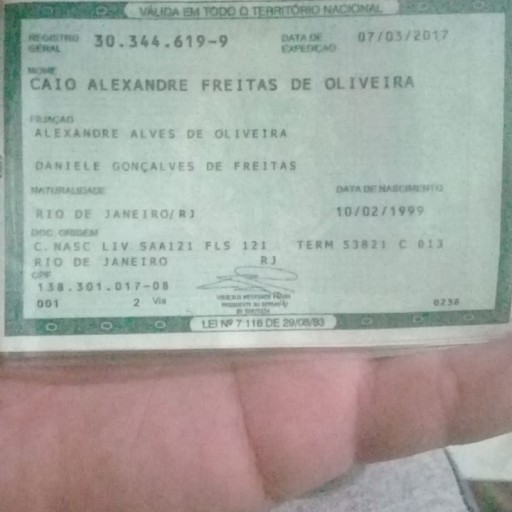 VÁLIDA EM TODO O TERRITÓRIO NACIONAL
REGISTRO GERAL 30.344.619-9 DATA DE EXPEDIÇÃO 07/03/2017
NOME
CAIO ALEXANDRE FREITAS DE OLIVEIRA
FILIAÇÃO
ALEXANDRE ALVES DE OLIVEIRA
DANIELE GONÇALVES DE FREITAS
NATURALIDADE DATA DE NASCIMENTO
RIO DE JANEIRO/RJ 10/02/1999
DOC. ORIGEM
C. NASC LIV 5AA121 FLS 121 TERM 53821 C 013
RIO DE JANEIRO RJ
CPF
138.301.017-08
001 2 Via 0238
LEI Nº 7.116 DE 29/08/83